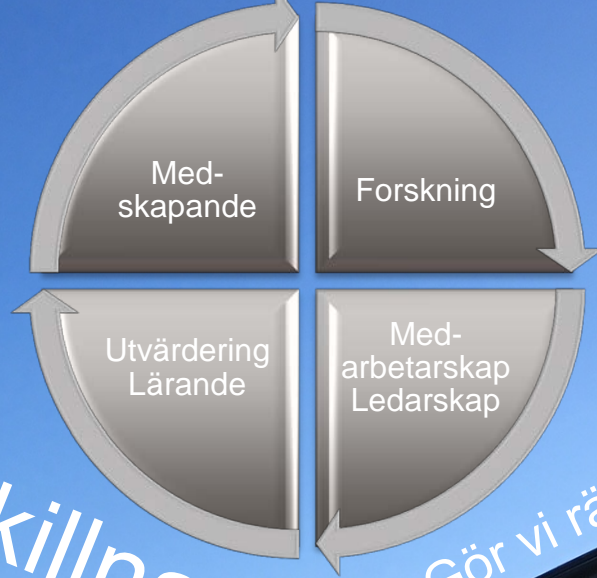 Med-
skapande
Forskning
Utvärdering
Lärande
Med-
arbetarskap
Ledarskap
Gör vi